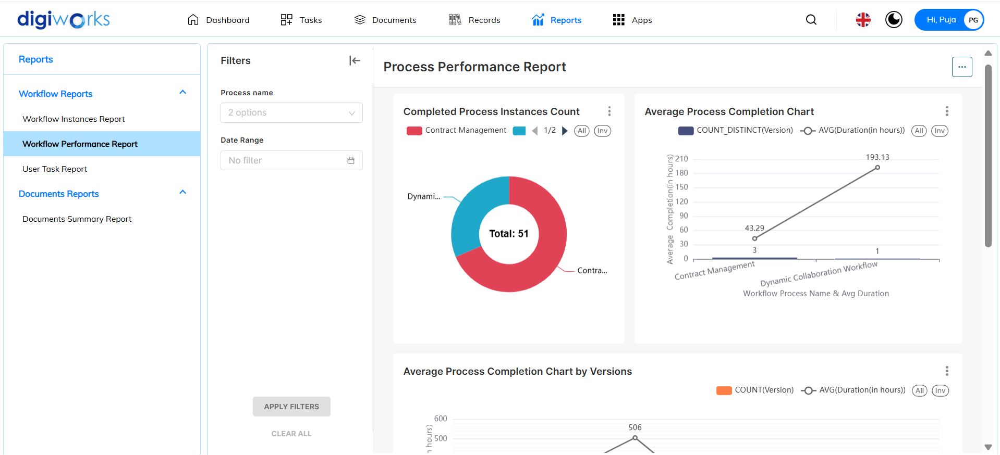 digiworks
Dashboard
Tasks
Documents
Records
Reports
Apps
Hi, Puja
PG
Reports
Workflow Reports
Workflow Instances Report
Workflow Performance Report
User Task Report
Documents Reports
Documents Summary Report
Filters
Process name
2 options
Date Range
No filter
APPLY FILTERS
CLEAR ALL
Process Performance Report
...
Completed Process Instances Count
Contract Management
1/2
All
Inv
Dynami...
Total: 51
Contra...
Average Process Completion Chart
COUNT_DISTINCT(Version)
AVG(Duration(in hours))
All
Inv
Average Completion(in hours)
210
180
150
120
90
60
30
0
193.13
43.29
3
1
Contract Management
Dynamic Collaboration Workflow
Workflow Process Name & Avg Duration
Average Process Completion Chart by Versions
COUNT(Version)
AVG(Duration(in hours))
All
Inv
600
500
506
n hours)